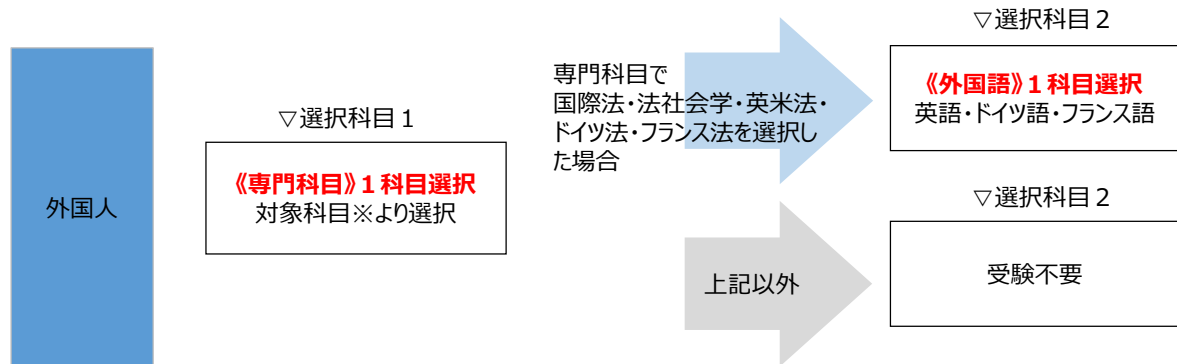 外国人
▽選択科目１
《専門科目》１科目選択
対象科目※より選択
専門科目で
国際法・法社会学・英米法・
ドイツ法・フランス法を選択し
た場合
▽選択科目２
《外国語》１科目選択
英語・ドイツ語・フランス語
上記以外
▽選択科目２
受験不要